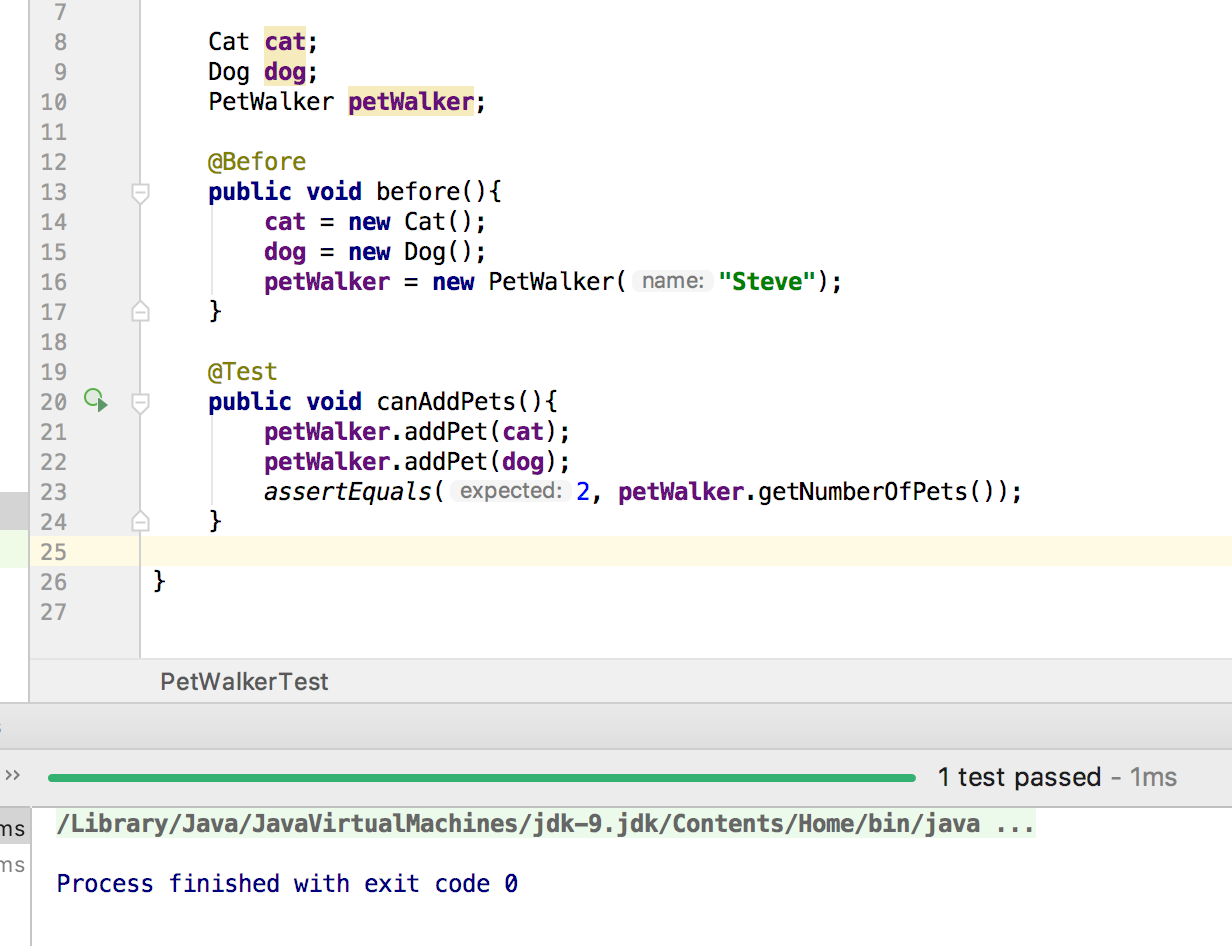 7
8 Cat cat;
9 Dog dog;
10 PetWalker petWalker;
11
12 @Before
13 public void before(){
14 cat = new Cat();
15 dog = new Dog();
16 petWalker = new PetWalker( name: "Steve");
17 }
18
19 @Test
20 public void canAddPets(){
21 petWalker.addPet(cat);
22 petWalker.addPet(dog);
23 assertEquals( expected: 2, petWalker.getNumberOfPets());
24 }
25
26 }
27
PetWalkerTest
» 1 test passed - 1ms
ms /Library/Java/JavaVirtualMachines/jdk-9.jdk/Contents/Home/bin/java ...
ms
Process finished with exit code 0